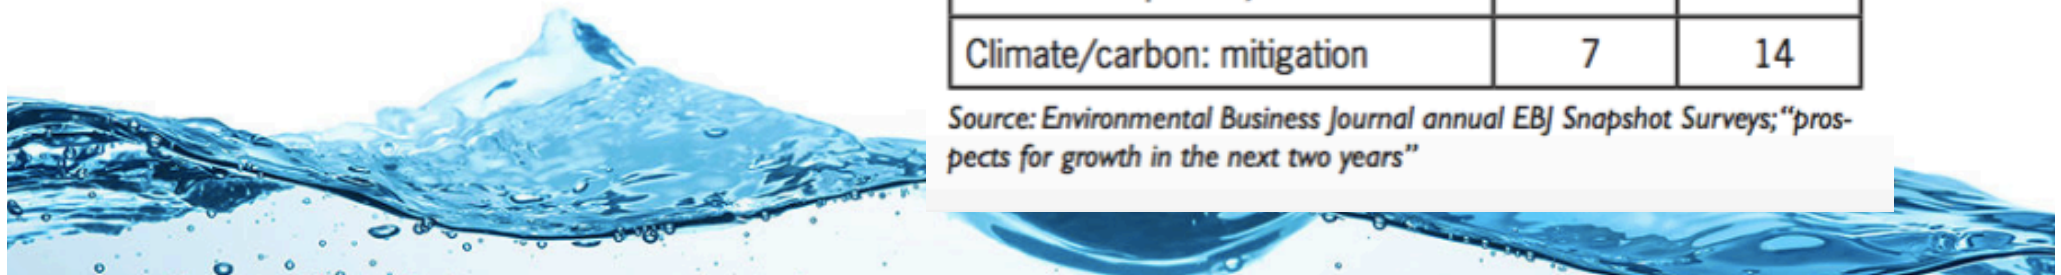 Climate/carbon: mitigation 7 14
Source: Environmental Business Journal annual EBJ Snapshot Surveys; “pros-
pects for growth in the next two years”